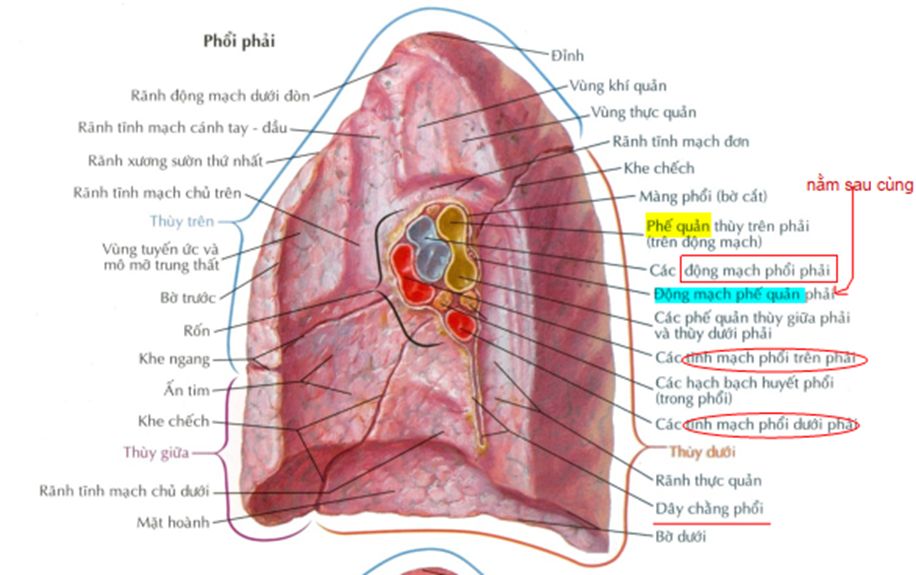 Phổi phải
Rãnh động mạch dưới đòn
Rãnh tĩnh mạch cánh tay - đầu
Rãnh xương sườn thứ nhất
Rãnh tĩnh mạch chủ trên
Thùy trên
Vùng tuyến ức và
mô mỡ trung thất
Bờ trước
Rốn
Khe ngang
Ấn tim
Khe chếch
Thùy giữa
Rãnh tĩnh mạch chủ dưới
Mặt hoành
Đỉnh
Vùng khí quản
Vùng thực quản
Rãnh tĩnh mạch đơn
Khe chếch
nằm sau cùng
Màng phổi (bờ cắt)
Phế quản thùy trên phải
(trên động mạch)
Các động mạch phổi phải
Động mạch phế quản phải
Các phế quản thùy giữa phải
và thùy dưới phải
Các tĩnh mạch phổi trên phải
Các hạch bạch huyết phổi
(trong phổi)
Các tĩnh mạch phổi dưới phải
Thùy dưới
Rãnh thực quản
Dây chằng phổi
Bờ dưới